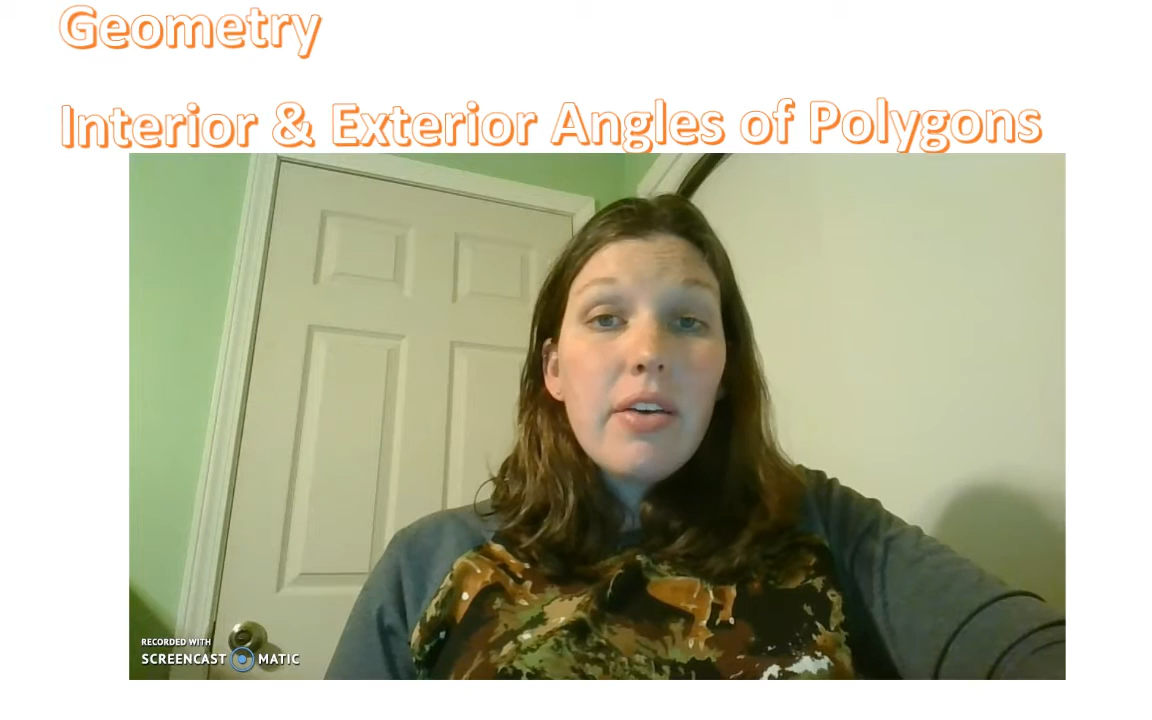 Geometry
Interior & Exterior Angles of Polygons
RECORDED WITH
SCREENCAST MATIC